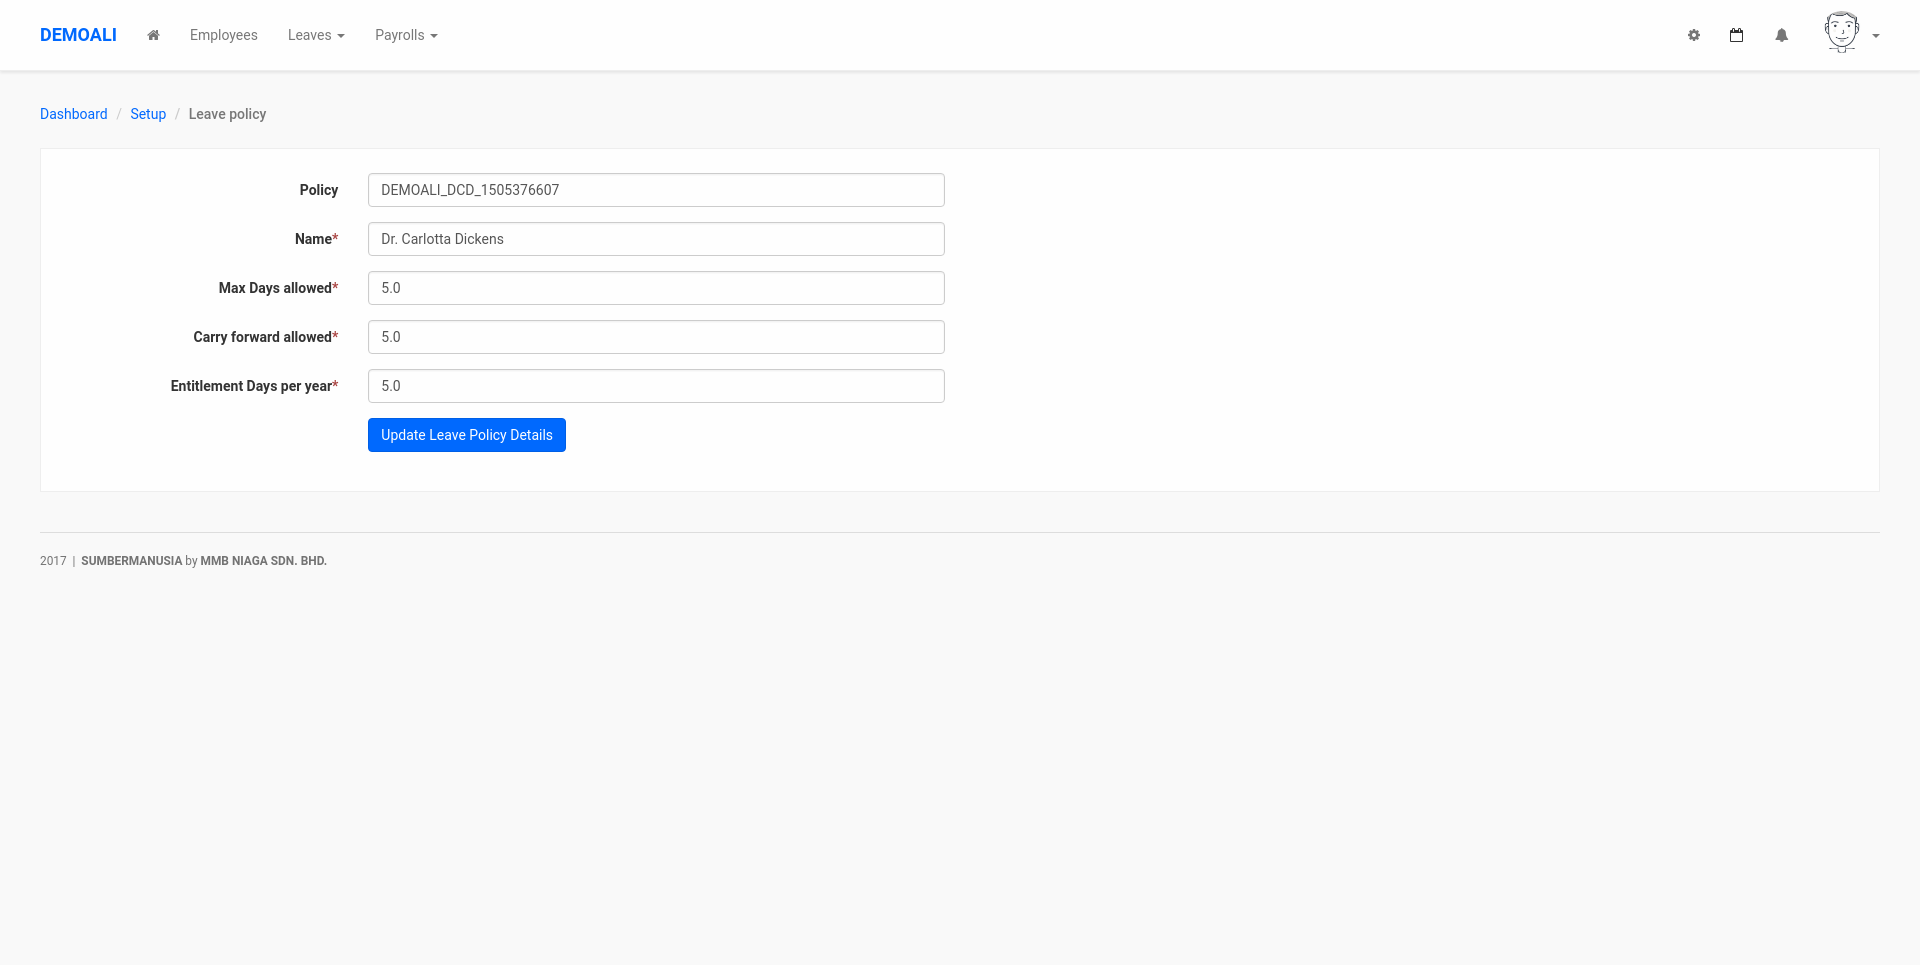 DEMOALI Employees Leaves Payrolls
Dashboard / Setup / Leave policy
Policy DEMOALI_DCD_1505376607
Name* Dr. Carlotta Dickens
Max Days allowed* 5.0
Carry forward allowed* 5.0
Entitlement Days per year* 5.0
Update Leave Policy Details
2017 | SUMBERMANUSIA by MMB NIAGA SDN. BHD.